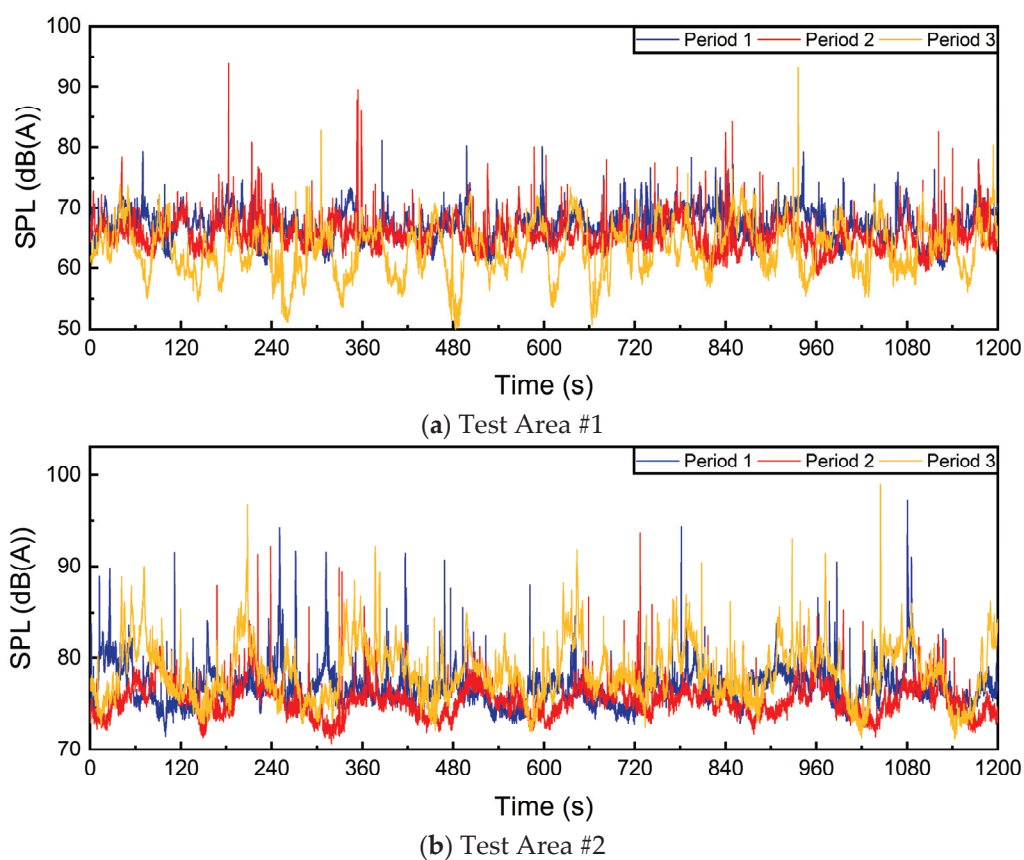 100
Period 1 Period 2 Period 3
90
80
70
60
50
SPL (dB(A))
0 120 240 360 480 600 720 840 960 1080 1200
Time (s)
(a) Test Area #1
100
Period 1 Period 2 Period 3
90
80
70
SPL (dB(A))
0 120 240 360 480 600 720 840 960 1080 1200
Time (s)
(b) Test Area #2